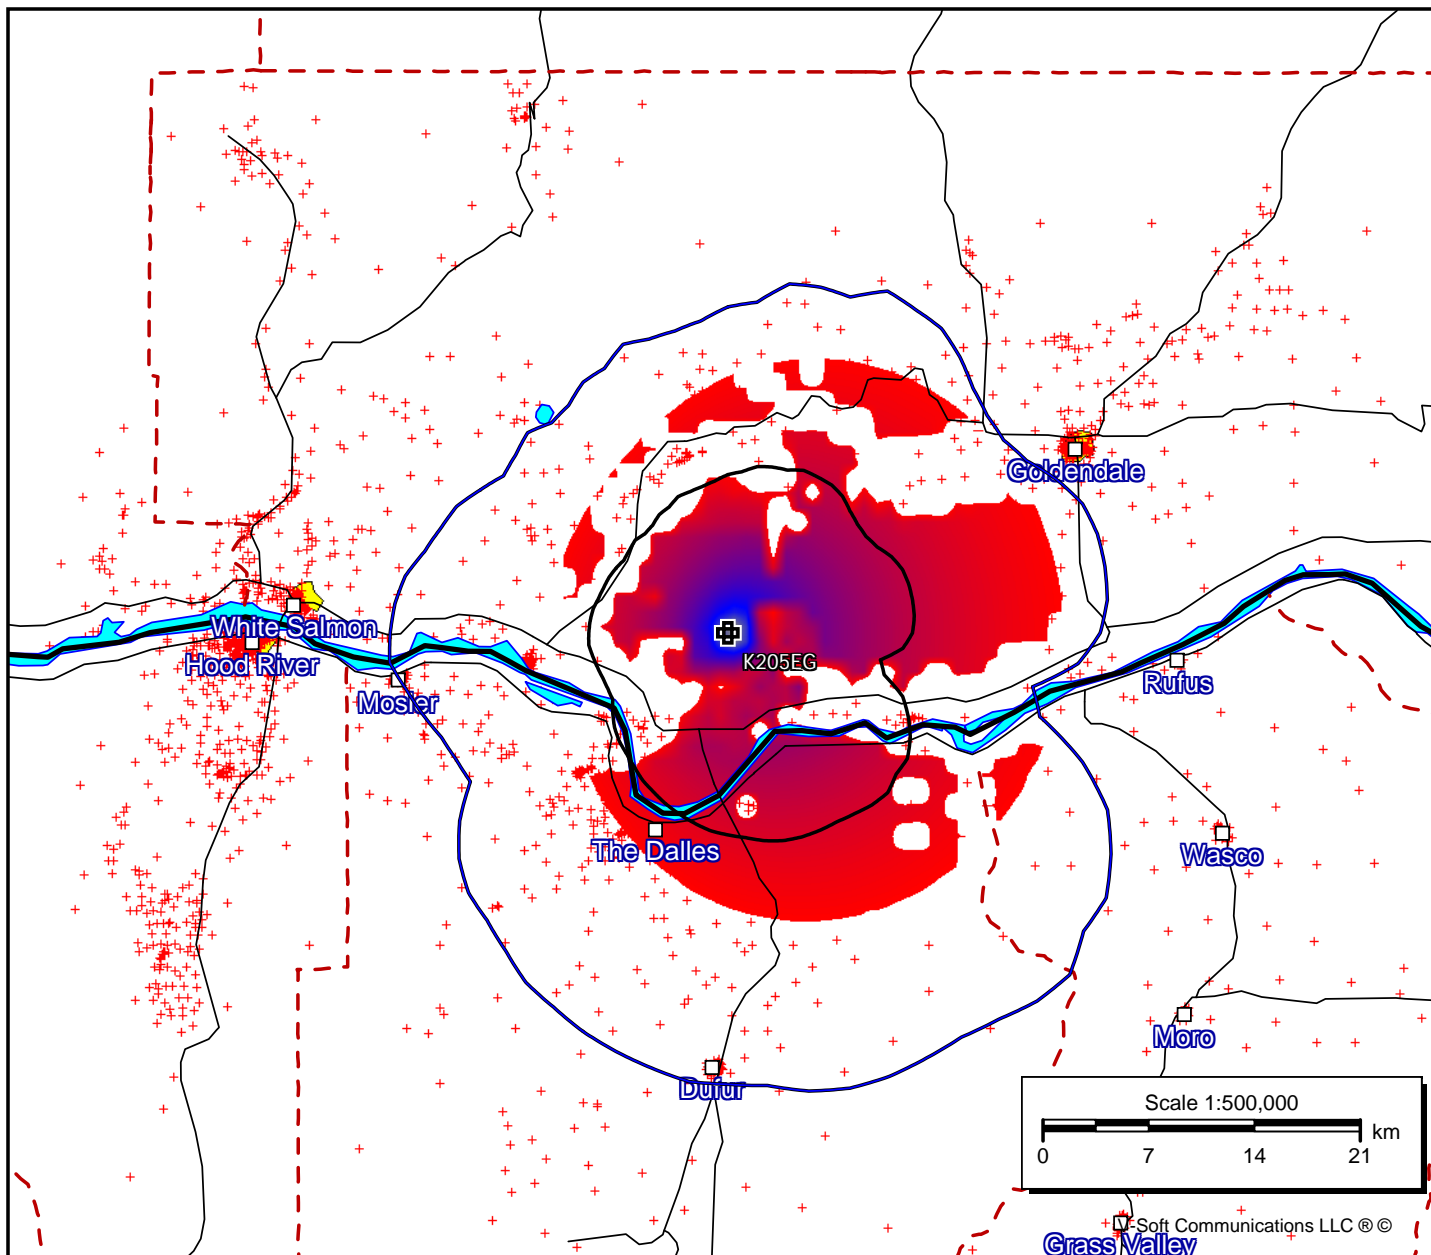 Goldendale
White Salmon
Hood River
Mosier
K205EG
Rufus
The Dalles
Wasco
Moro
Dufur
Scale 1:500,000
km
0 7 14 21
V-Soft Communications LLC ® ©
Grass Valley